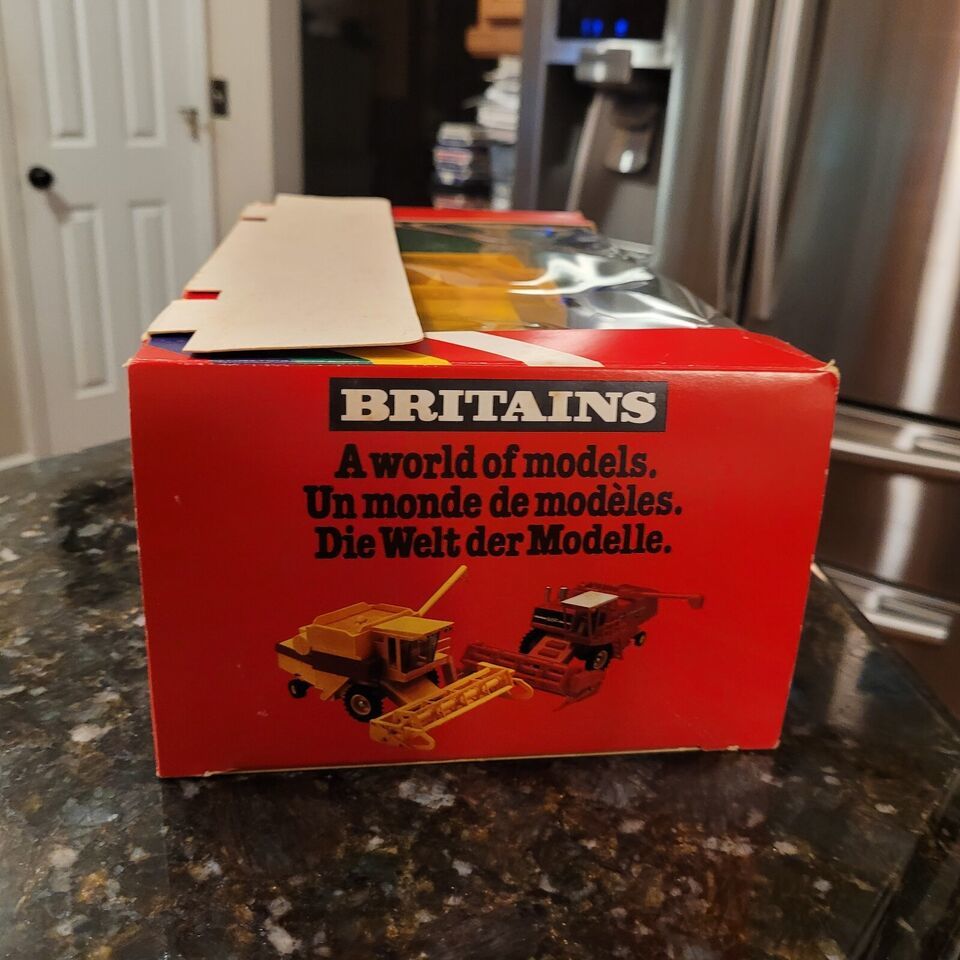 BRITAINS
A world of models.
Un monde de modèles.
Die Welt der Modelle.